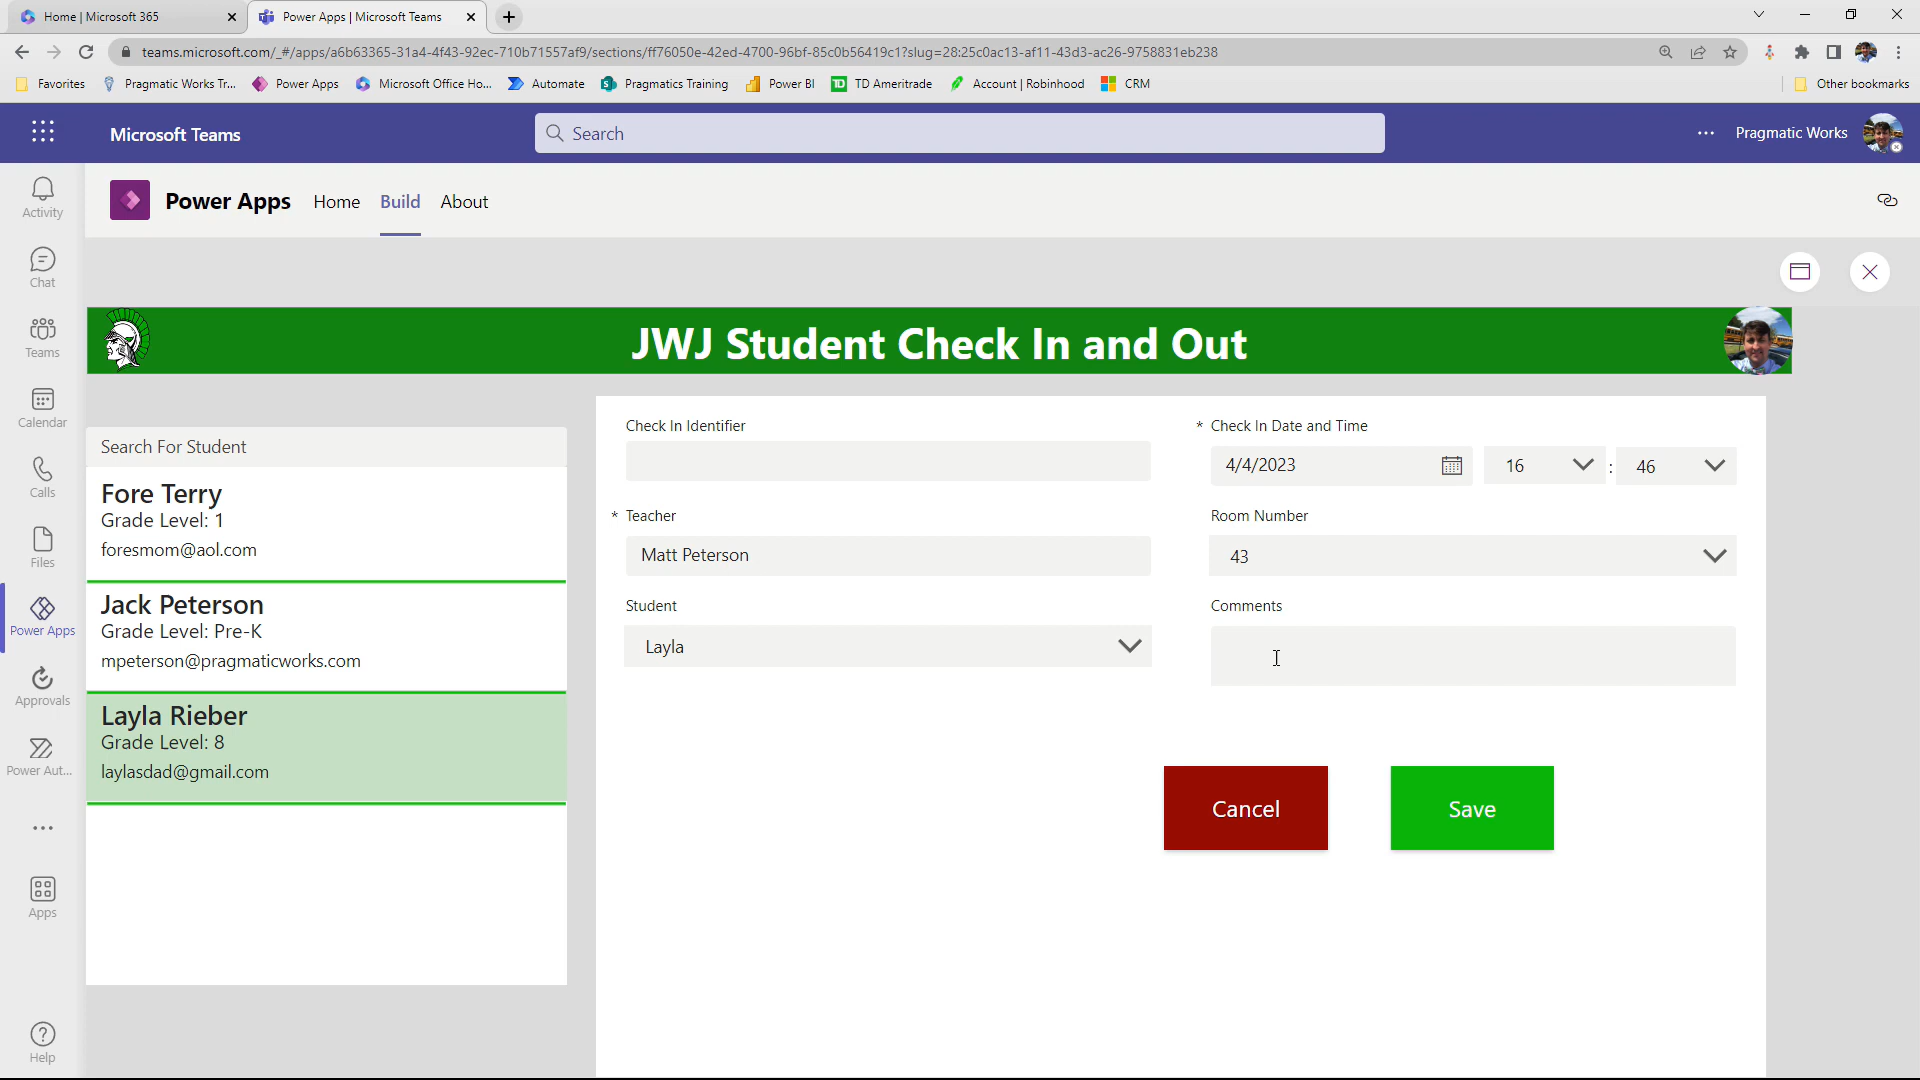 Home | Microsoft 365
Power Apps | Microsoft Teams
teams.microsoft.com/_#/apps/a6b63365-31a4-4f43-92ec-710b71557af9/sections/ff76050e-42ed-4700-96bf-85c0b56419c1?slug=28:25c0ac13-af11-43d3-ac26-9758831eb238
Favorites
Pragmatic Works Tr...
Power Apps
Microsoft Office Ho...
Automate
Pragmatics Training
Power BI
TD Ameritrade
Account | Robinhood
CRM
Other bookmarks
Microsoft Teams
Search
Pragmatic Works
Activity
Chat
Teams
Calendar
Calls
Files
Power Apps
Approvals
Power Aut...
Apps
Help
Power Apps
Home
Build
About
JWJ Student Check In and Out
Search For Student
Fore Terry
Grade Level: 1
foresmom@aol.com
Jack Peterson
Grade Level: Pre-K
mpeterson@pragmaticworks.com
Layla Rieber
Grade Level: 8
laylasdad@gmail.com
Check In Identifier
* Check In Date and Time
4/4/2023
16 : 46
* Teacher
Matt Peterson
Room Number
43
Student
Layla
Comments
Cancel
Save